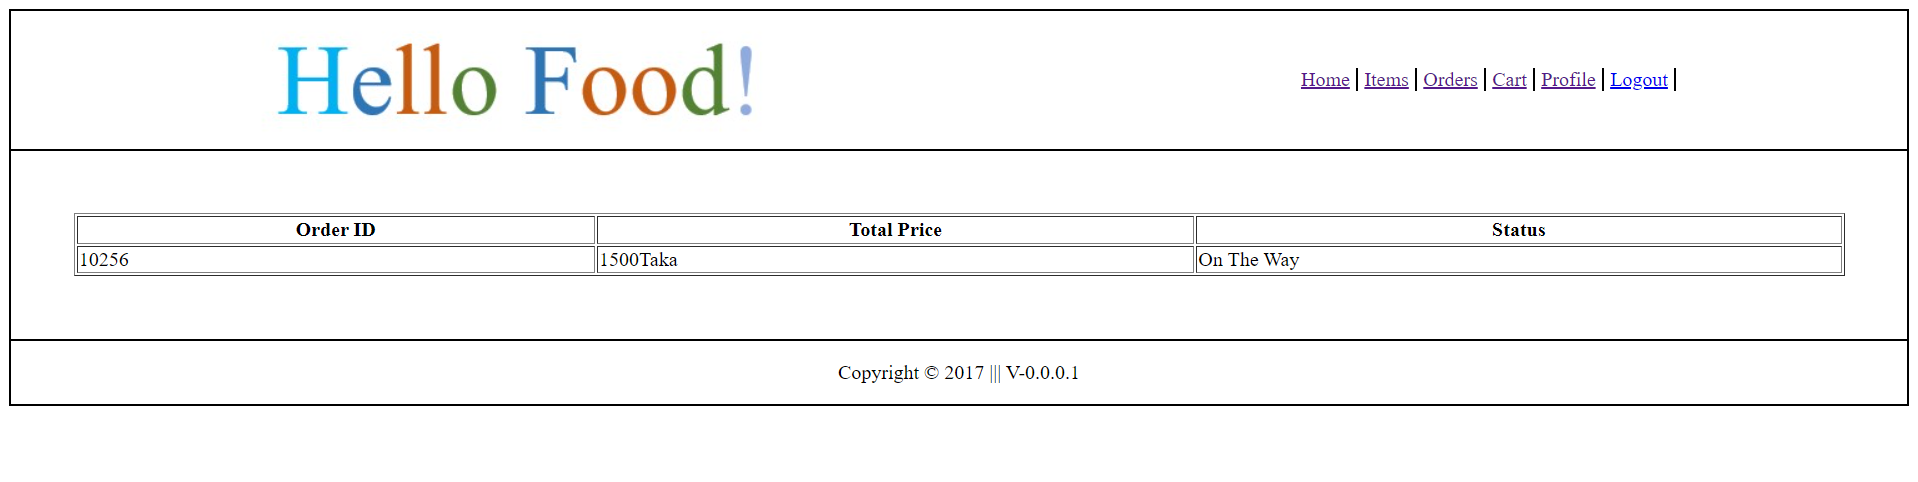 Hello Food!
Home | Items | Orders | Cart | Profile | Logout |
Order ID Total Price Status
10256 1500Taka On The Way
Copyright © 2017 ||| V-0.0.0.1